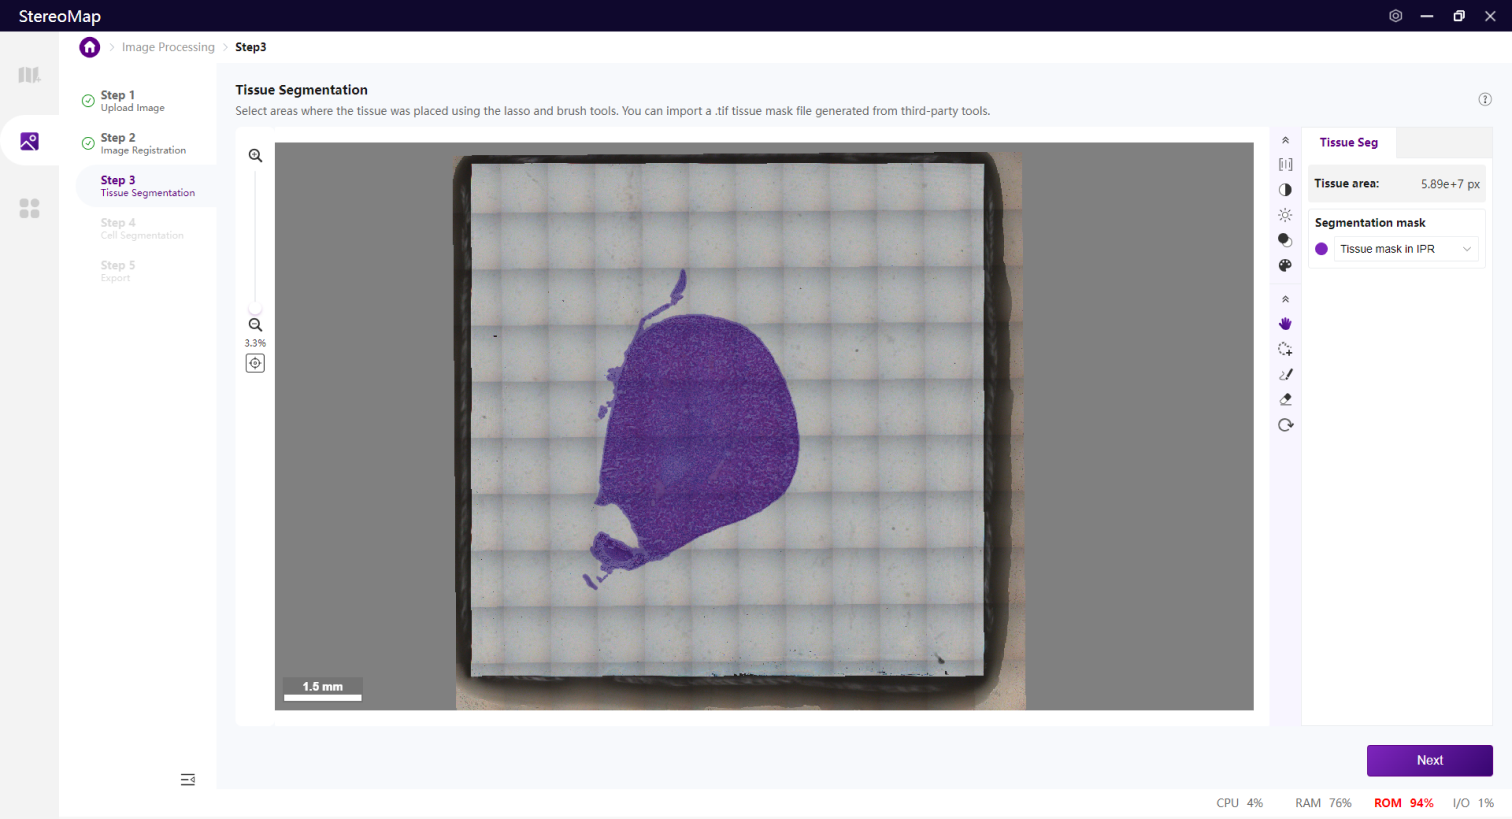 StereoMap
Image Processing
Step3
Step 1
Upload Image
Step 2
Image Registration
Step 3
Tissue Segmentation
Step 4
Cell Segmentation
Step 5
Export
Tissue Segmentation
Select areas where the tissue was placed using the lasso and brush tools. You can import a .tif tissue mask file generated from third-party tools.
3.3%
1.5 mm
Tissue Seg
Tissue area: 5.89e+7 px
Segmentation mask
Tissue mask in IPR
Next
CPU 4% RAM 76% ROM 94% I/O 1%